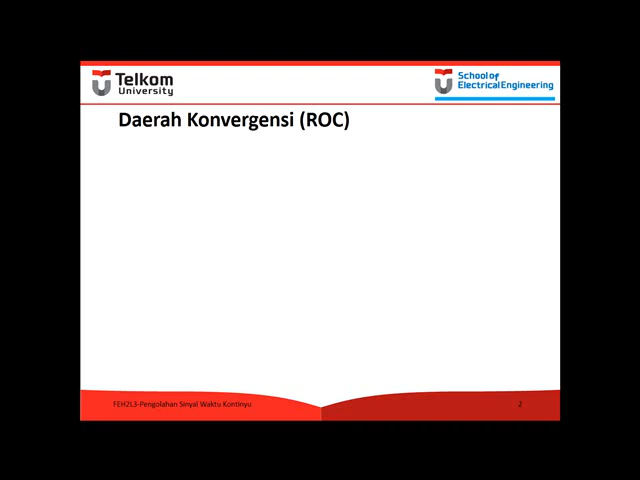 Telkom
University
School of
Electrical Engineering
Daerah Konvergensi (ROC)
FEH2L3-Pengolahan Sinyal Waktu Kontinyu
2